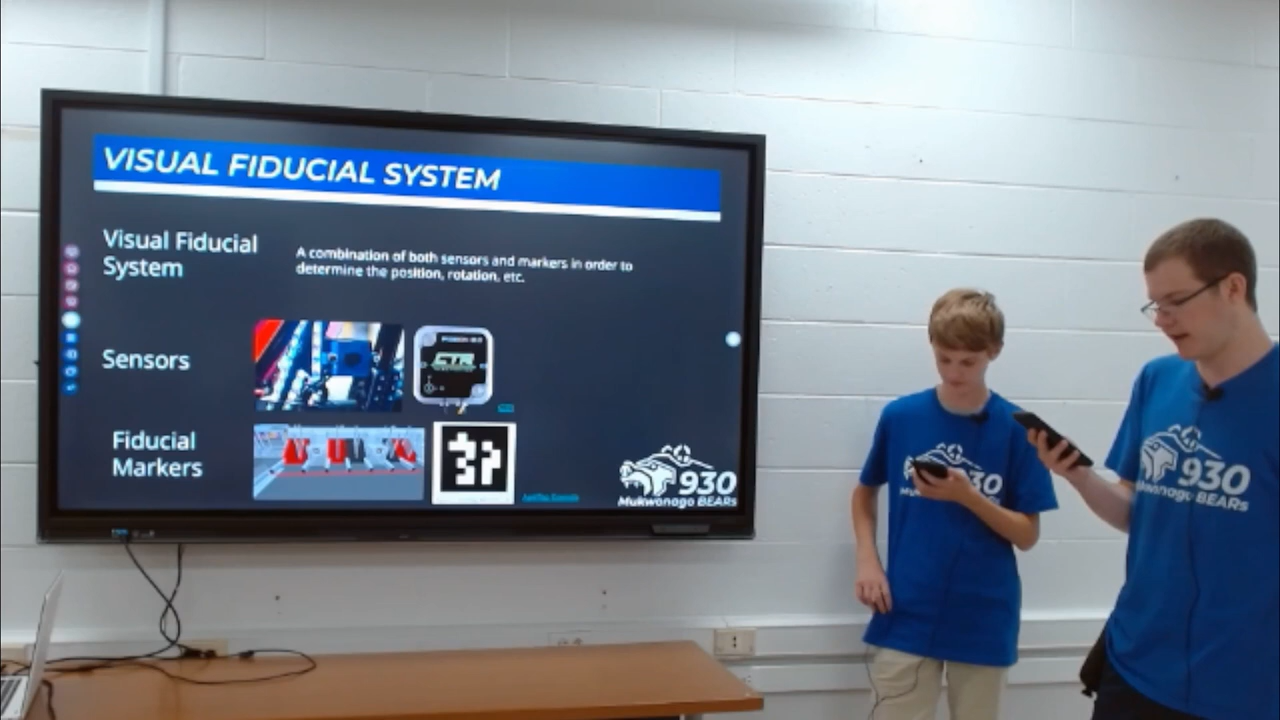 VISUAL FIDUCIAL SYSTEM
Visual Fiducial
System
A combination of both sensors and markers in order to
determine the position, rotation, etc.
Sensors
CTR
Fiducial
Markers
930
Mukwonago BEARs
930
930
Mukwonago BEARs